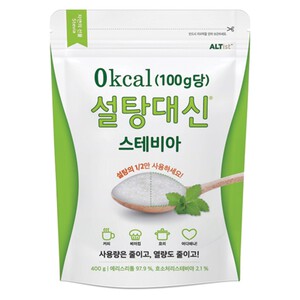 ALTist
0kcal(100g당)
설탕대신
스테비아
설탕의 1/2만 사용하세요!
커피
베이킹
요리
사용량은 줄이고, 열량도 줄이고!
400 g | 에리스리톨 97.9 %, 효소처리스테비아 2.1 %